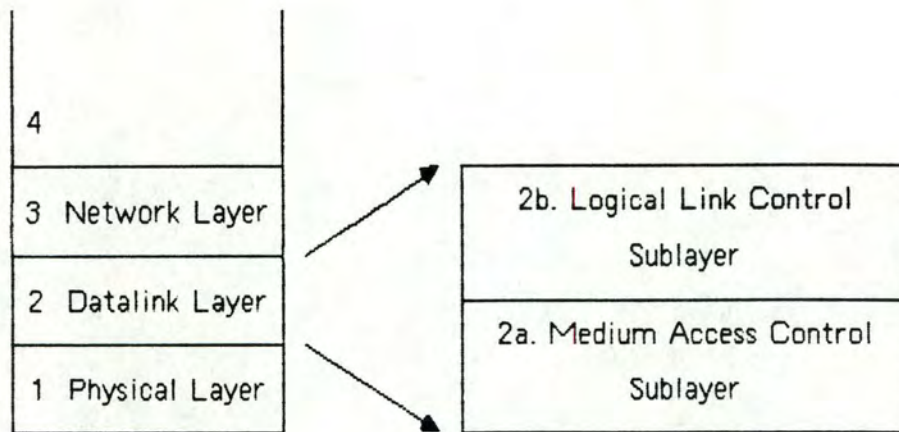 4
3 Network Layer
2 Datalink Layer
1 Physical Layer
2b. Logical Link Control
Sublayer
2a. Medium Access Control
Sublayer